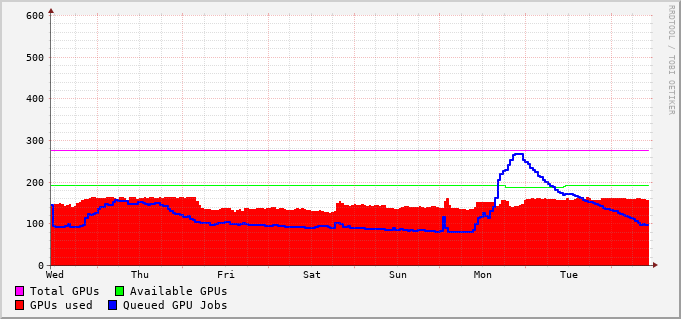 600
500
400
300
200
100
0
Wed Thu Fri Sat Sun Mon Tue
Total GPUs Available GPUs
GPUs used Queued GPU Jobs
RRDTOOL / TOBI OETIKER